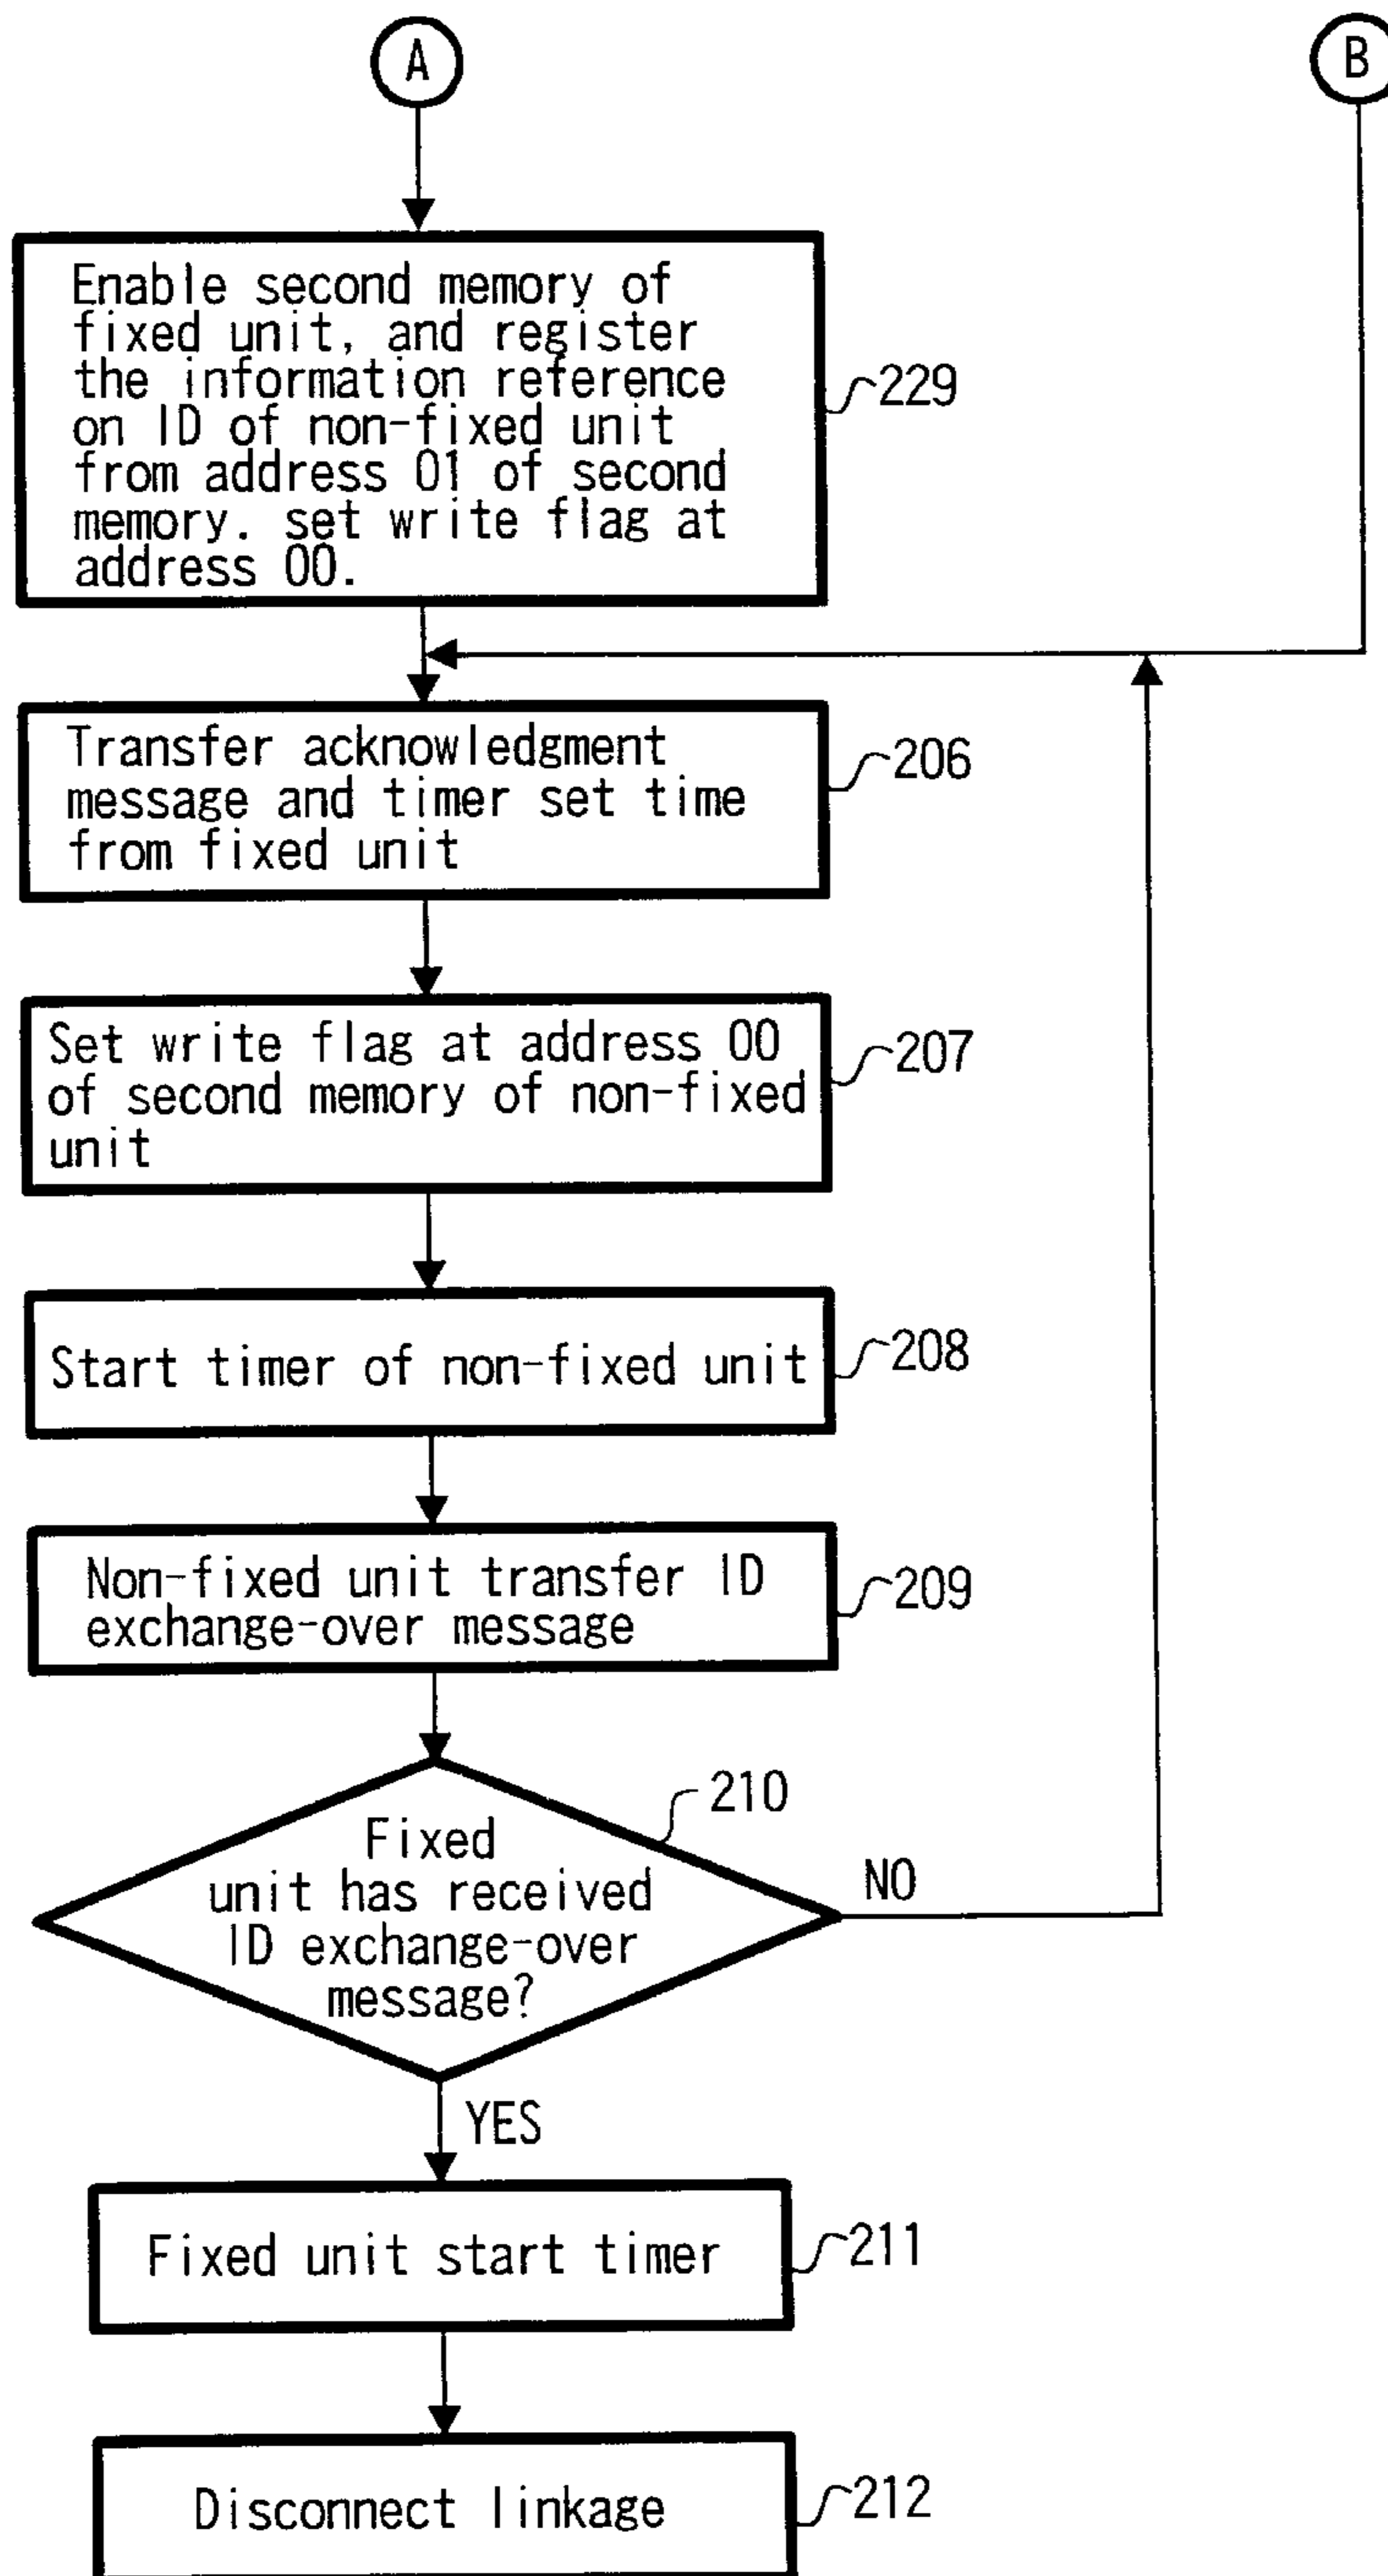 A
B
Enable second memory of
fixed unit, and register
the information reference
on ID of non-fixed unit
from address 01 of second
memory. set write flag at
address 00.
229
Transfer acknowledgment
message and timer set time
from fixed unit
206
Set write flag at address 00
of second memory of non-fixed
unit
207
Start timer of non-fixed unit
208
Non-fixed unit transfer ID
exchange-over message
209
210
Fixed
unit has received
ID exchange-over
message?
NO
YES
Fixed unit start timer
211
Disconnect linkage
212